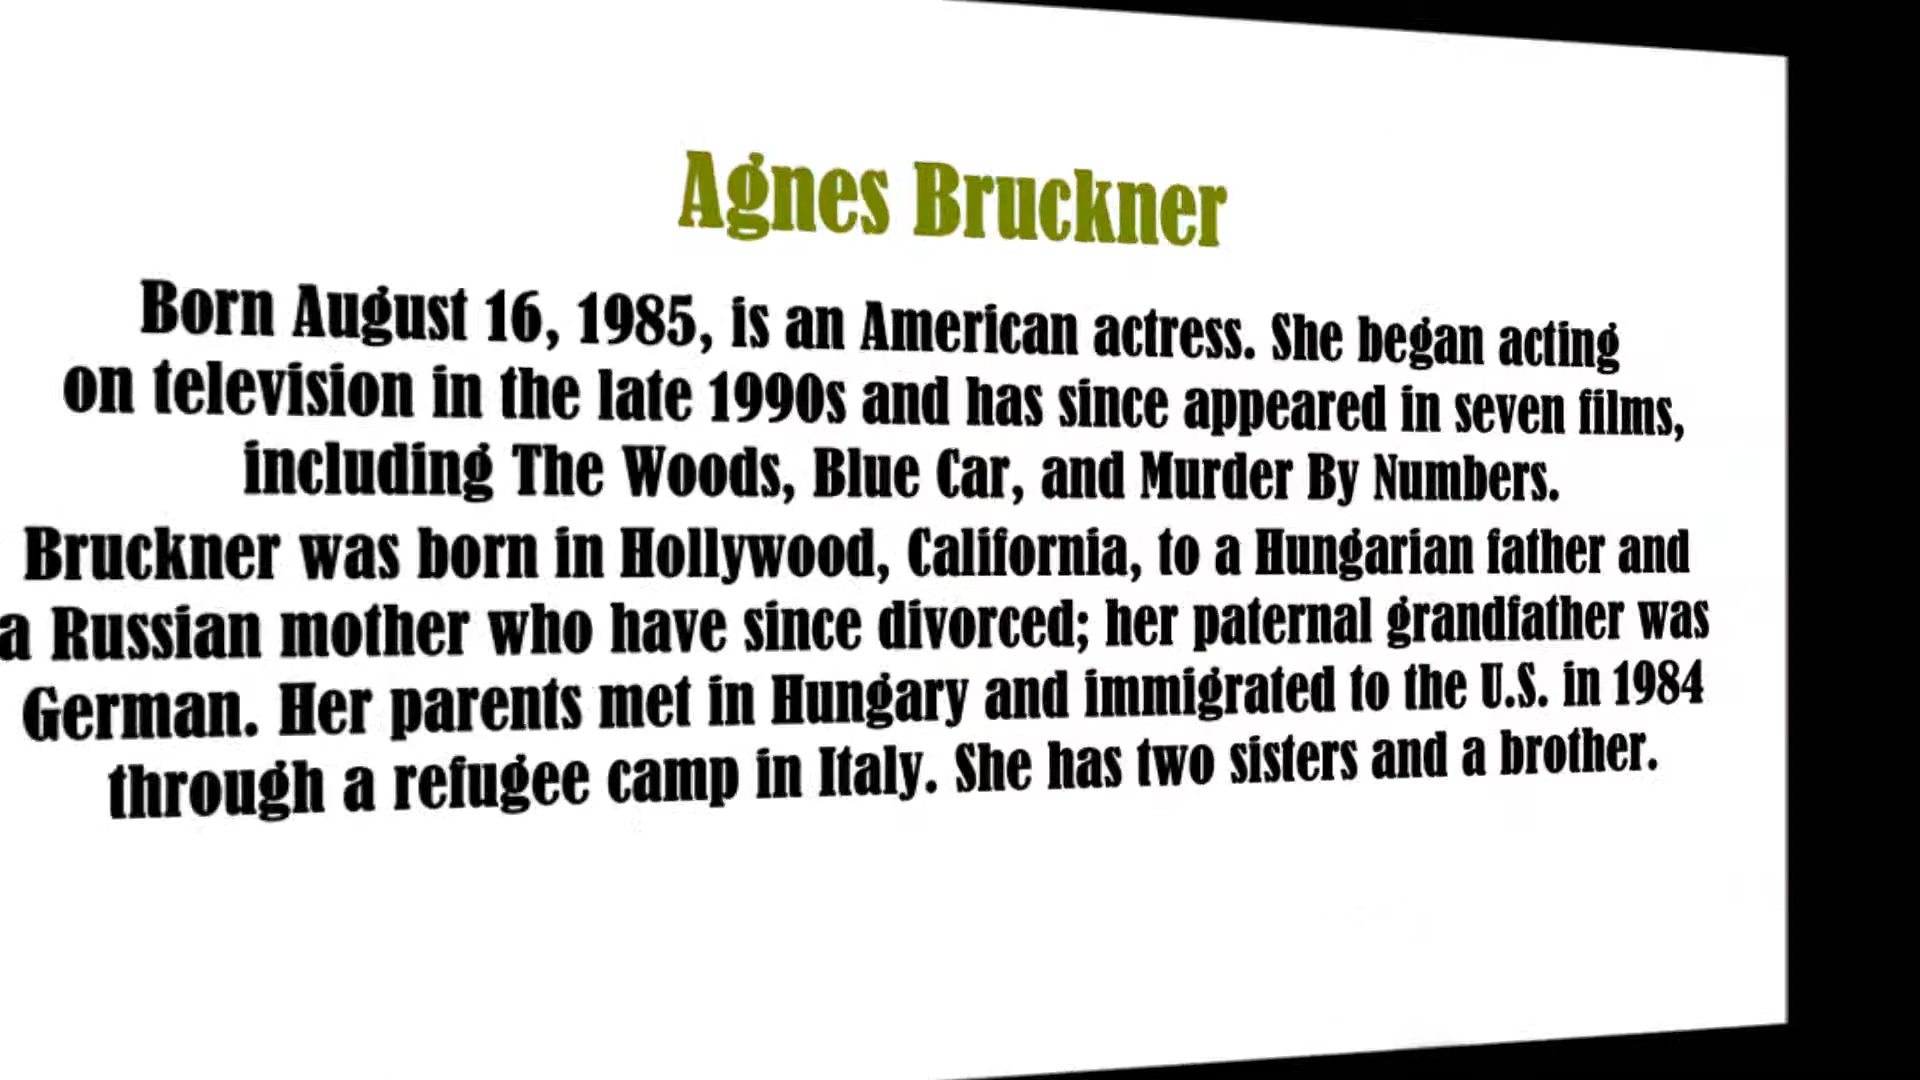 Agnes Bruckner
Born August 16, 1985, is an American actress. She began acting
on television in the late 1990s and has since appeared in seven films,
including The Woods, Blue Car, and Murder By Numbers.
Bruckner was born in Hollywood, California, to a Hungarian father and
a Russian mother who have since divorced; her paternal grandfather was
German. Her parents met in Hungary and immigrated to the U.S. in 1984
through a refugee camp in Italy. She has two sisters and a brother.